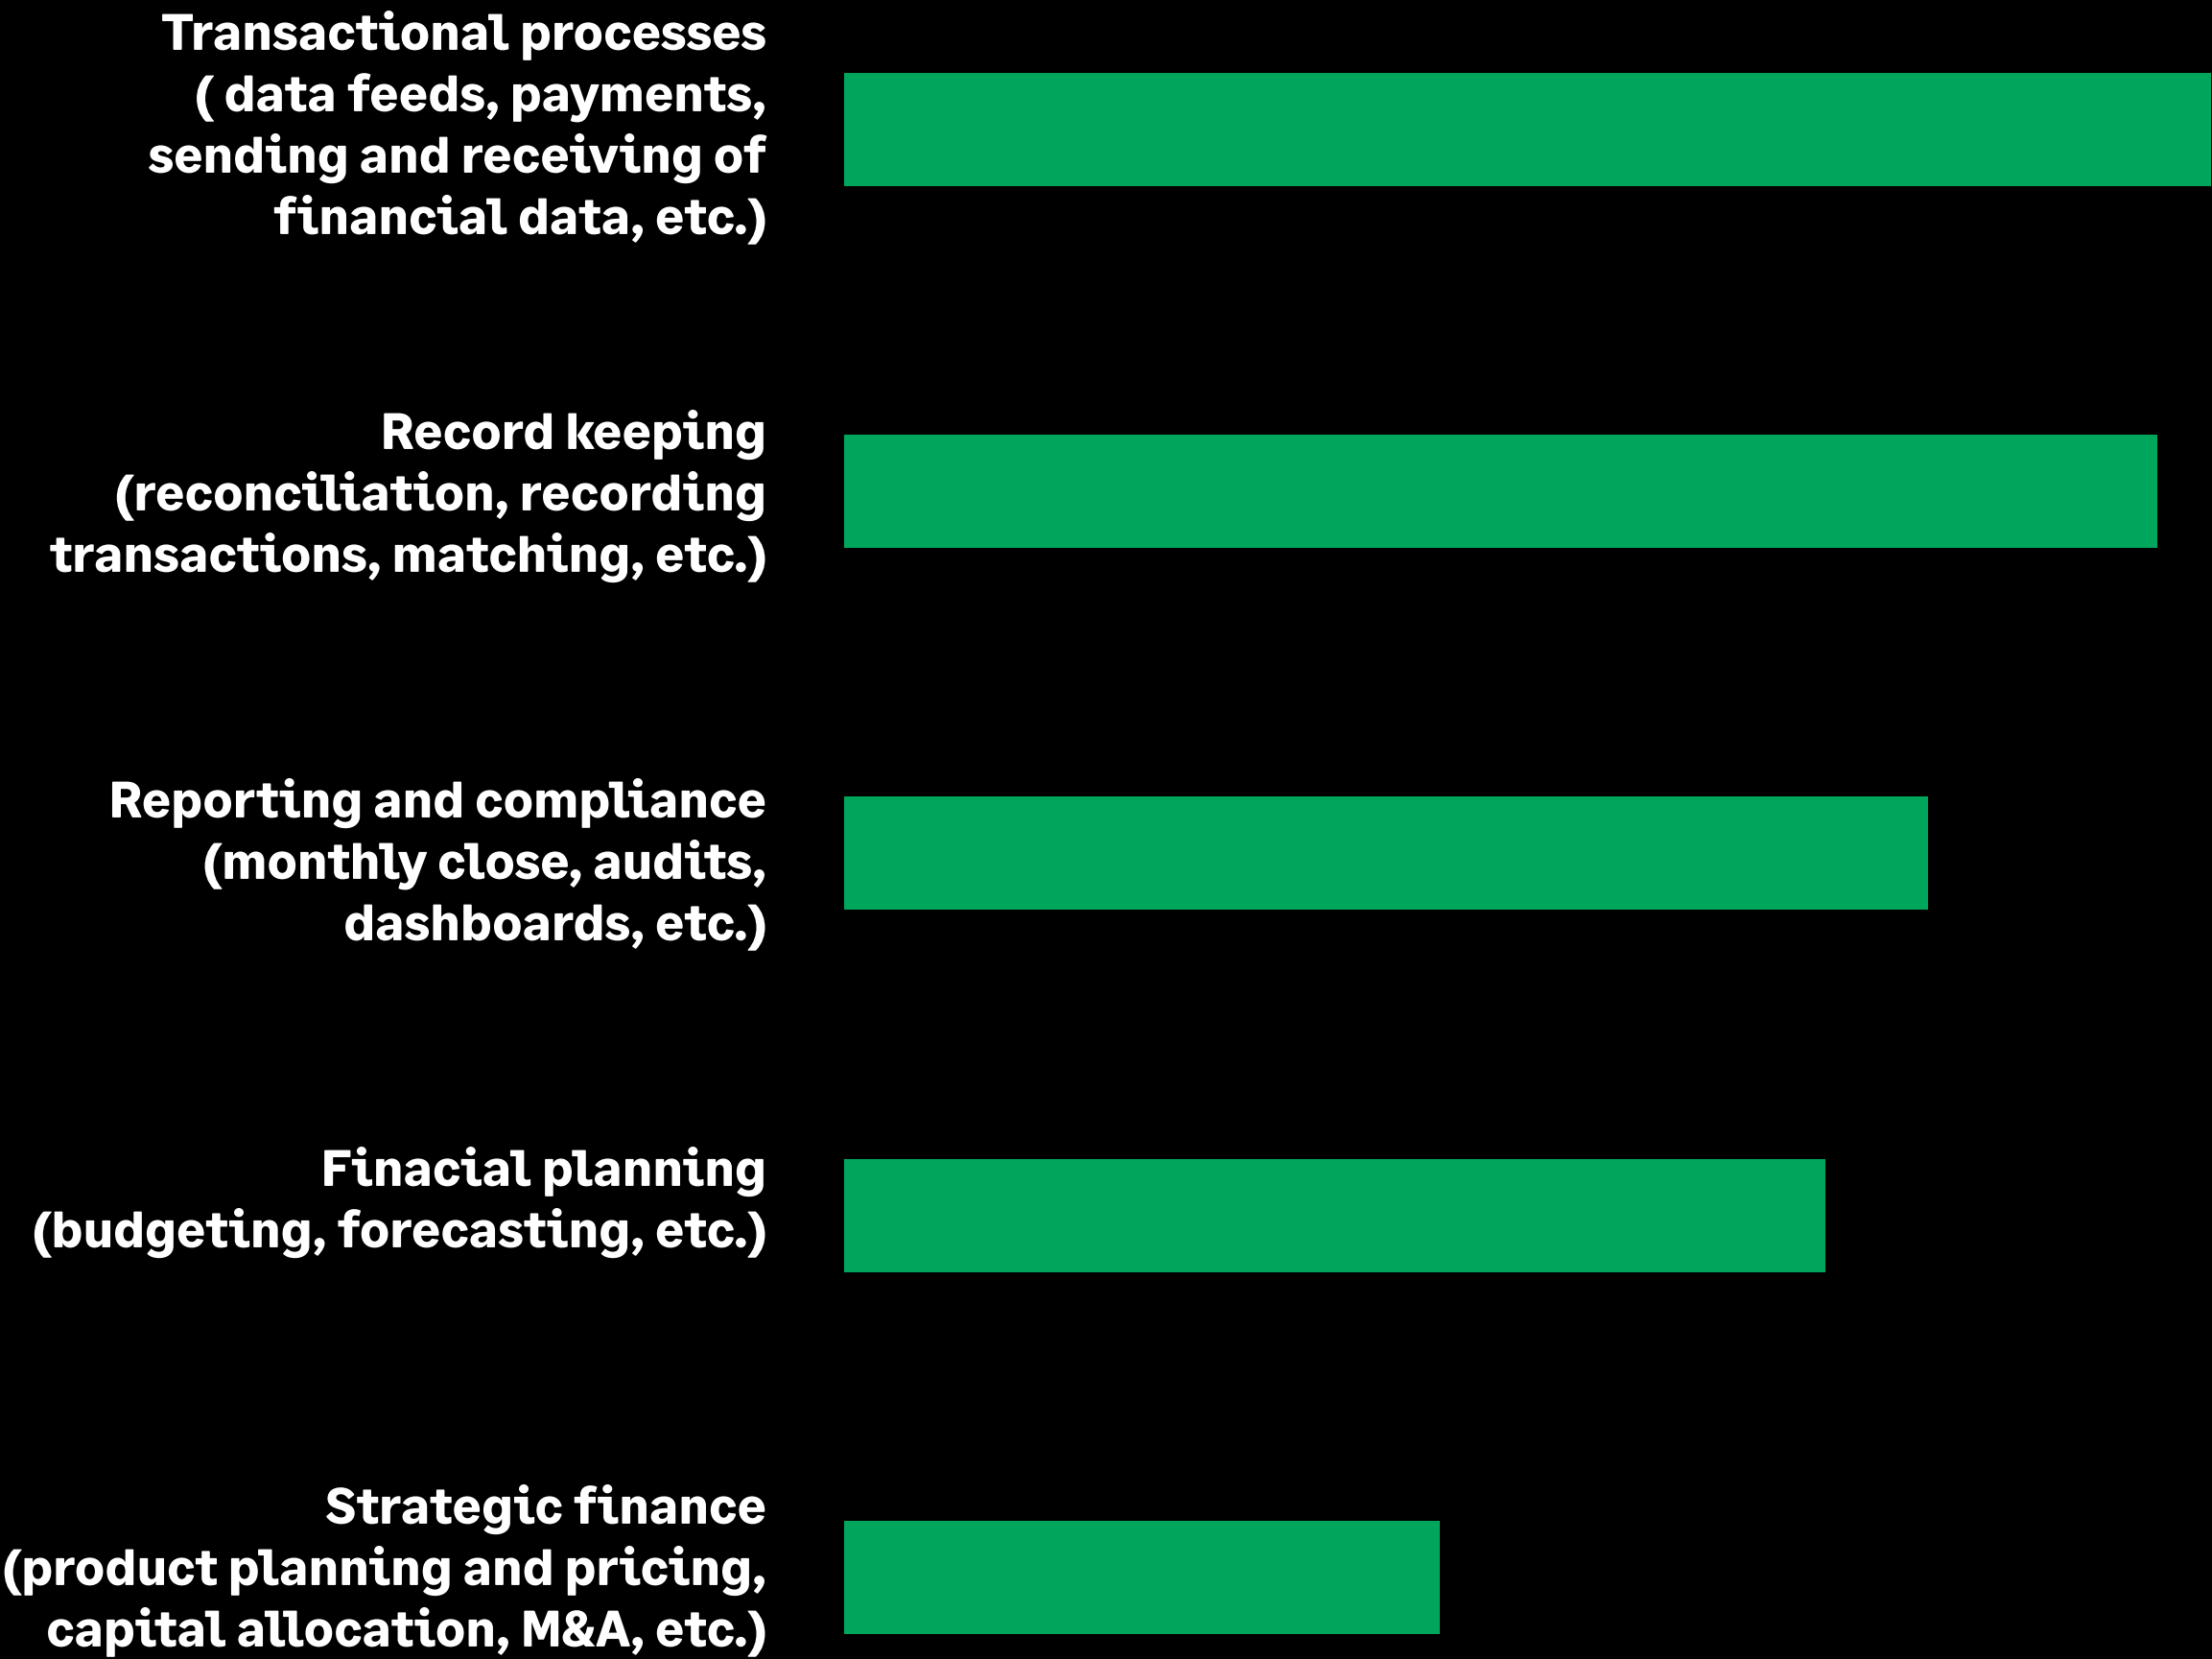 Transactional processes
( data feeds, payments,
sending and receiving of
financial data, etc.)
Record keeping
(reconciliation, recording
transactions, matching, etc.)
Reporting and compliance
(monthly close, audits,
dashboards, etc.)
Finacial planning
(budgeting, forecasting, etc.)
Strategic finance
(product planning and pricing,
capital allocation, M&A, etc.)